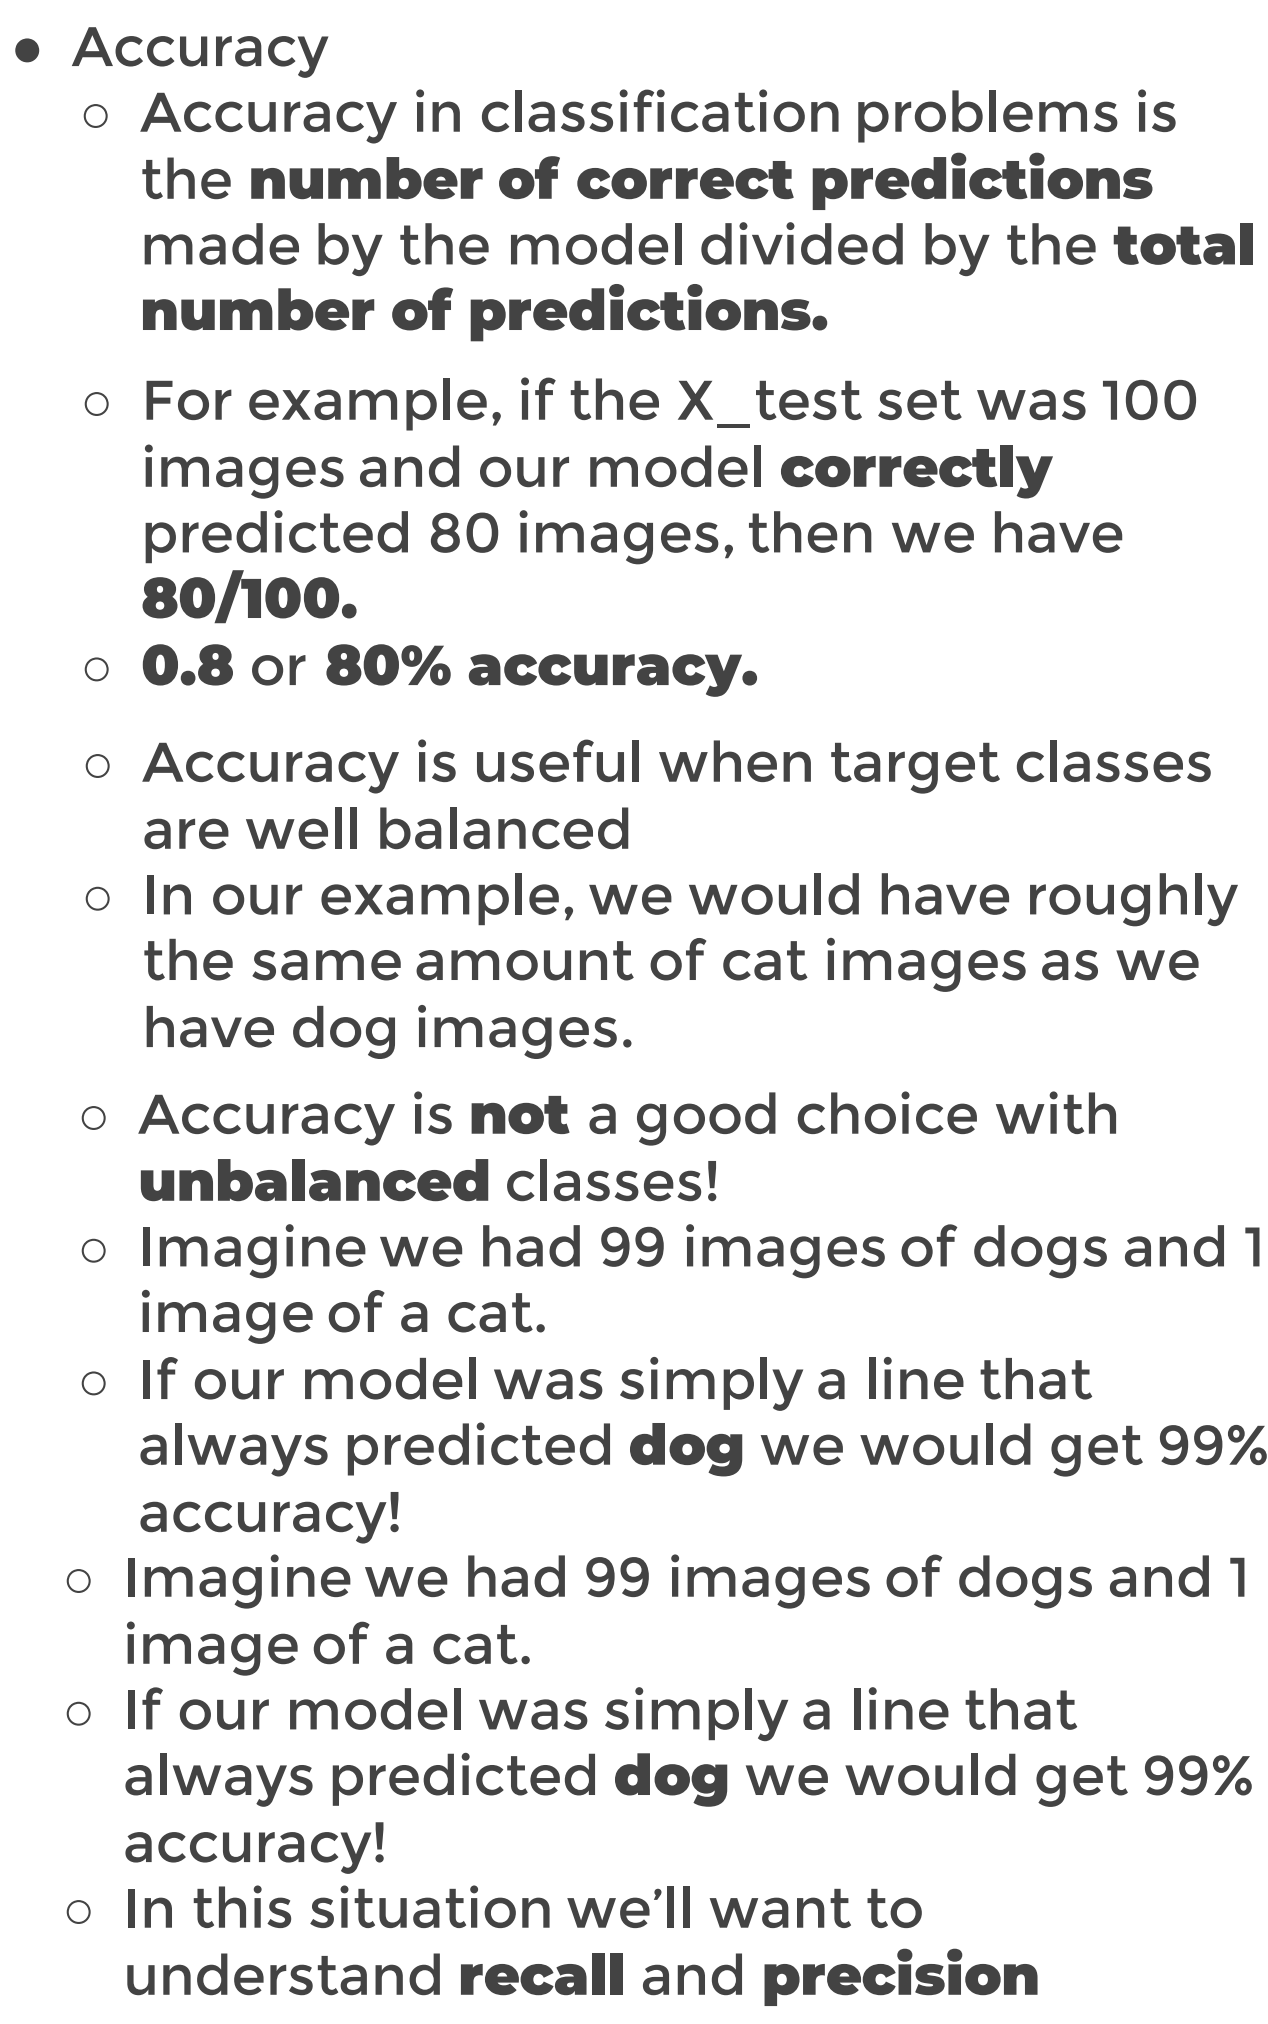 ● Accuracy
○ Accuracy in classification problems is
the number of correct predictions
made by the model divided by the total
number of predictions.
○ For example, if the X_test set was 100
images and our model correctly
predicted 80 images, then we have
80/100.
○ 0.8 or 80% accuracy.
○ Accuracy is useful when target classes
are well balanced
○ In our example, we would have roughly
the same amount of cat images as we
have dog images.
○ Accuracy is not a good choice with
unbalanced classes!
○ Imagine we had 99 images of dogs and 1
image of a cat.
○ If our model was simply a line that
always predicted dog we would get 99%
accuracy!
○ Imagine we had 99 images of dogs and 1
image of a cat.
○ If our model was simply a line that
always predicted dog we would get 99%
accuracy!
○ In this situation we’ll want to
understand recall and precision